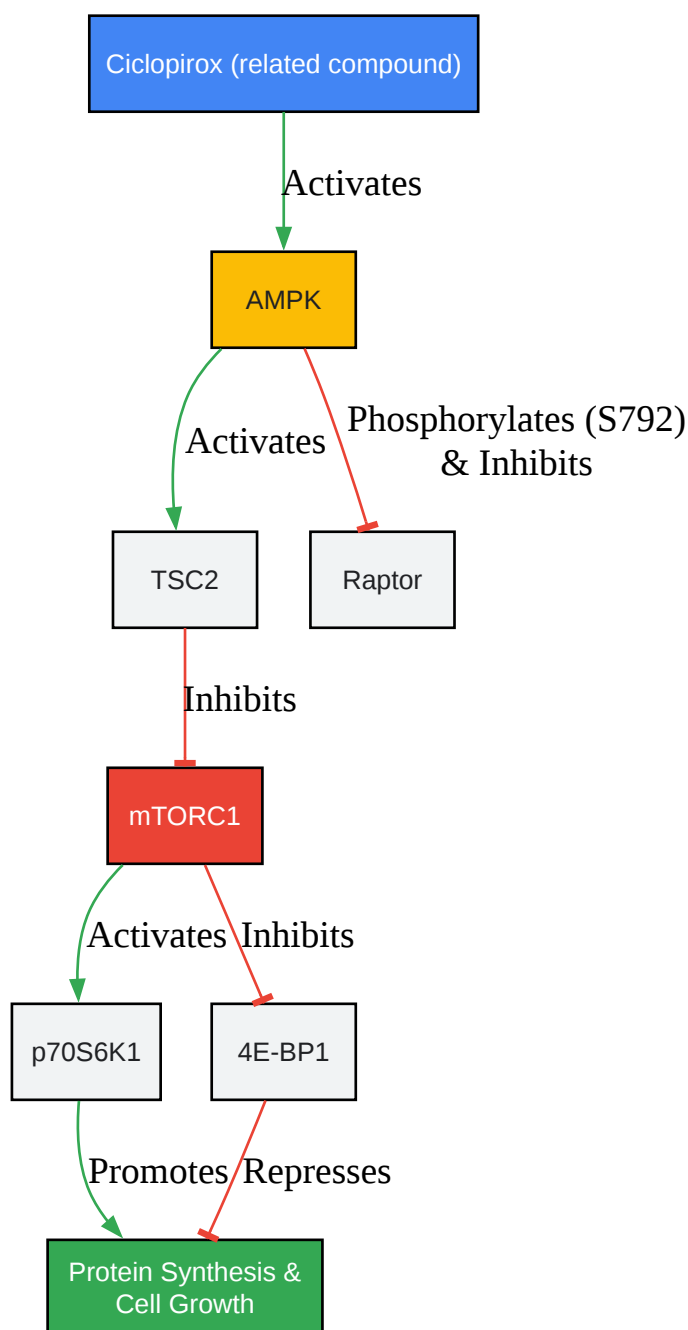 Ciclopirox (related compound)
Activates
AMPK
Activates
Phosphorylates (S792)
& Inhibits
TSC2
Raptor
Inhibits
mTORC1
Activates
Inhibits
p70S6K1
4E-BP1
Promotes
Represses
Protein Synthesis &
Cell Growth